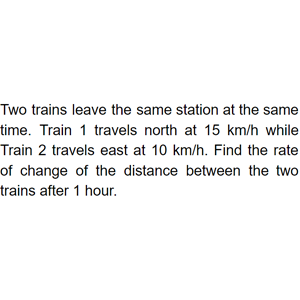 Two trains leave the same station at the same
time. Train 1 travels north at 15 km/h while
Train 2 travels east at 10 km/h. Find the rate
of change of the distance between the two
trains after 1 hour.